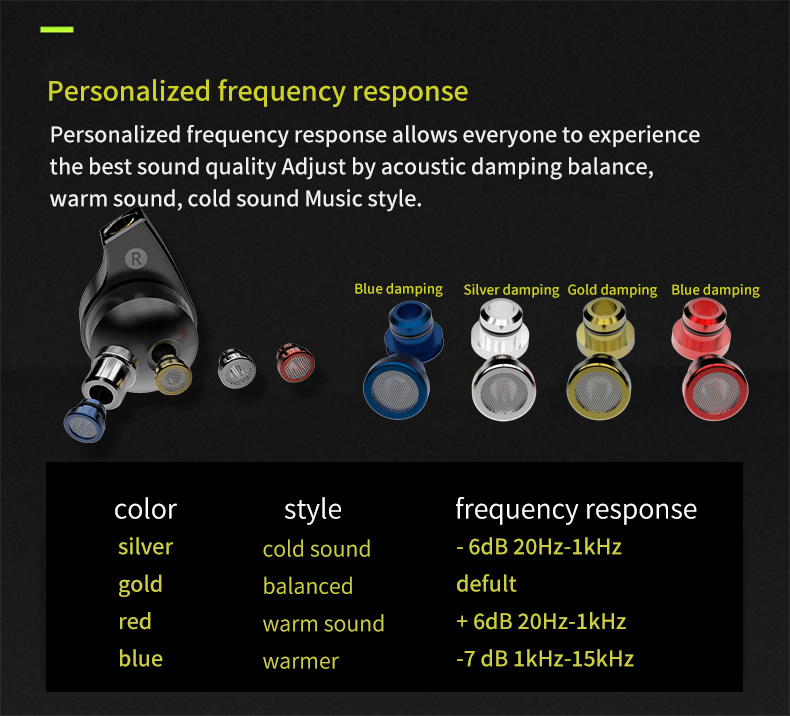 Personalized frequency response
Personalized frequency response allows everyone to experience
the best sound quality Adjust by acoustic damping balance,
warm sound, cold sound Music style.
R
Blue damping Silver damping Gold damping Blue damping
color style frequency response
silver cold sound - 6dB 20Hz-1kHz
gold balanced defult
red warm sound + 6dB 20Hz-1kHz
blue warmer -7 dB 1kHz-15kHz